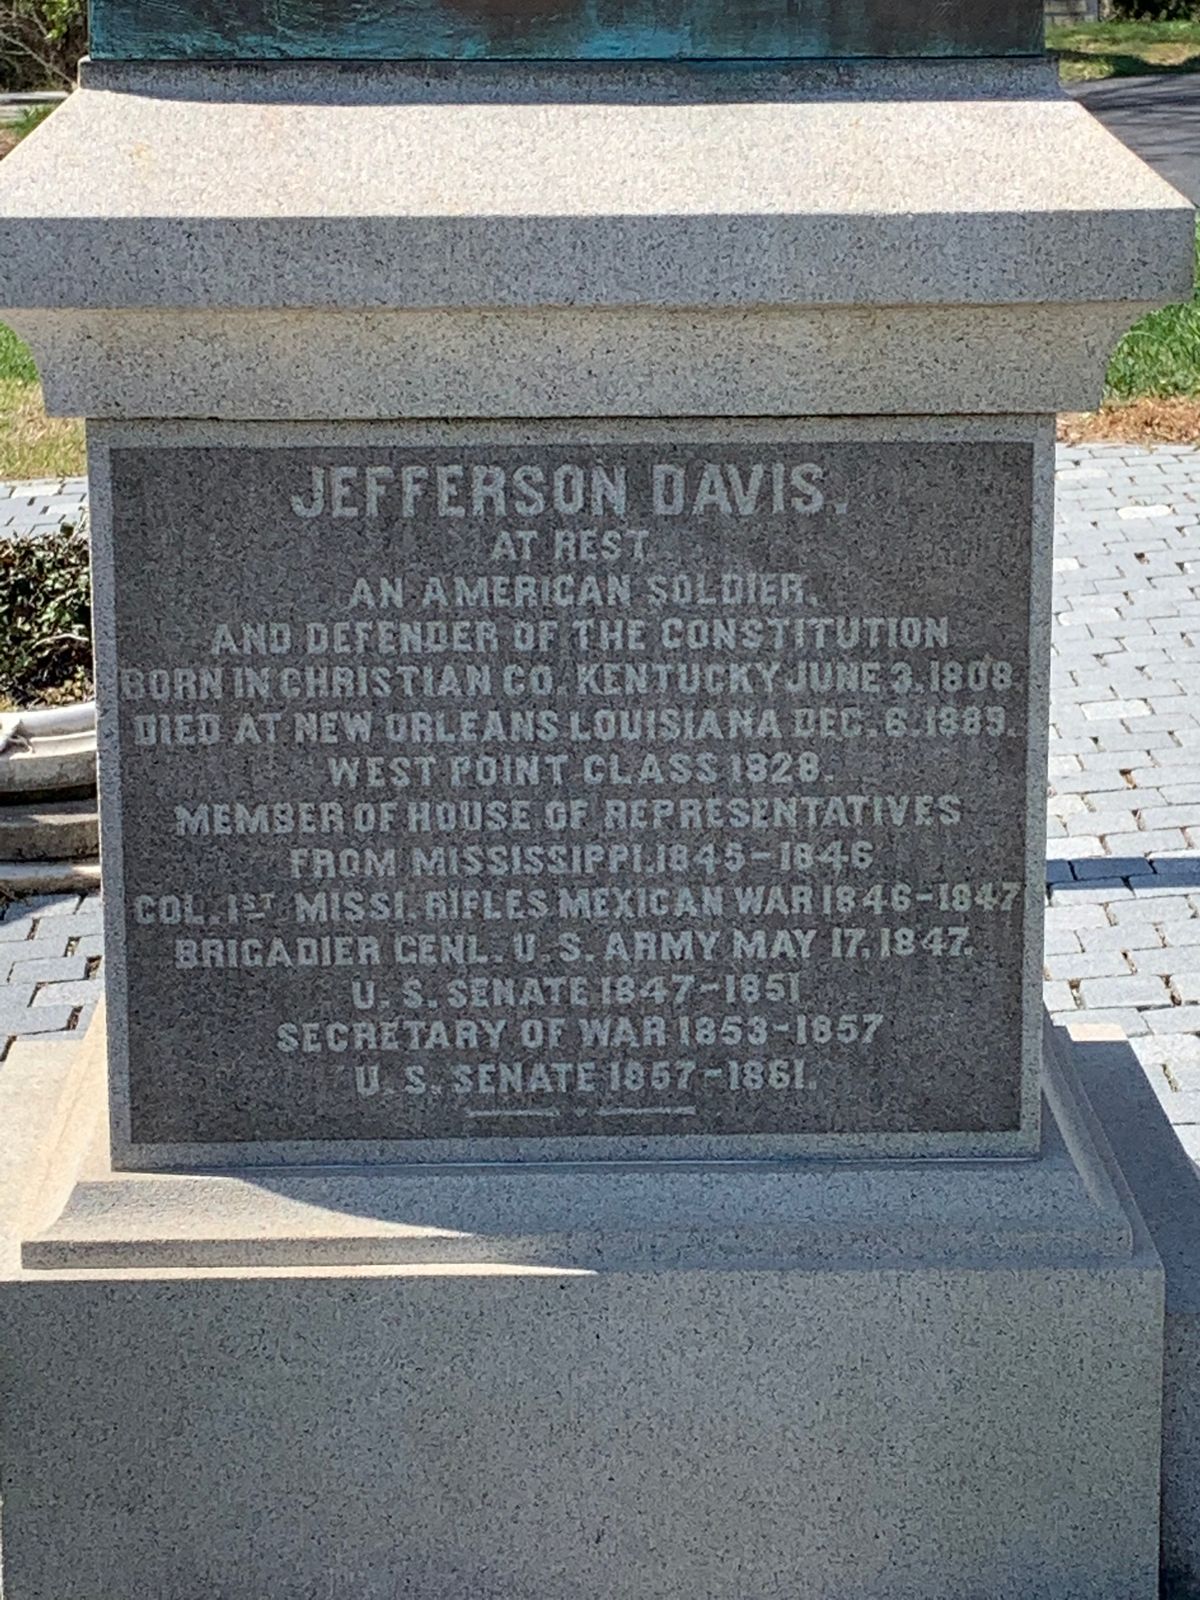 JEFFERSON DAVIS.
AT REST
AN AMERICAN SOLDIER,
AND DEFENDER OF THE CONSTITUTION
BORN IN CHRISTIAN CO. KENTUCKY JUNE 3. 1808.
DIED AT NEW ORLEANS LOUISIANA DEC. 6. 1889.
WEST POINT CLASS 1828.
MEMBER OF HOUSE OF REPRESENTATIVES
FROM MISSISSIPPI. 1845-1846
COL. 1ST MISSI. RIFLES MEXICAN WAR 1846-1847
BRIGADIER GENL. U. S. ARMY MAY 17, 1847.
U. S. SENATE 1847-1851
SECRETARY OF WAR 1853-1857
U. S. SENATE 1857-1861.